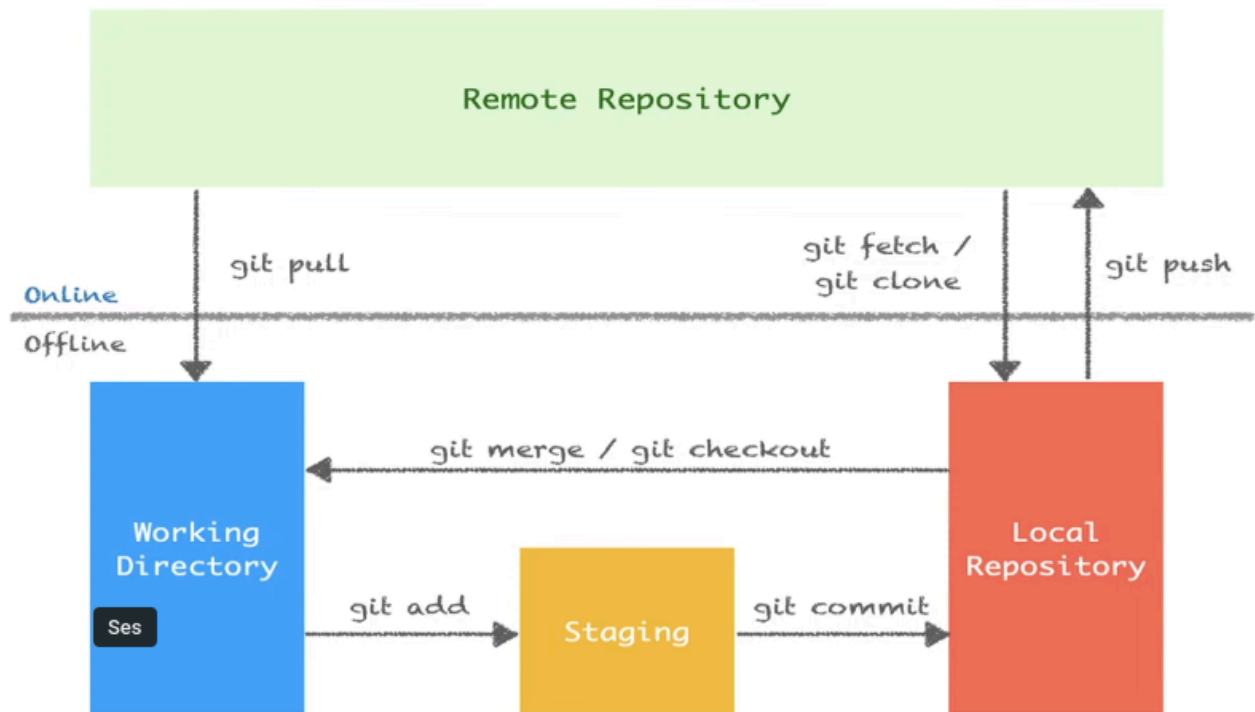 Remote Repository
git pull
git fetch /
git clone
git push
Online
Offline
git merge / git checkout
Working
Directory
Local
Repository
git add
git commit
Staging
Ses